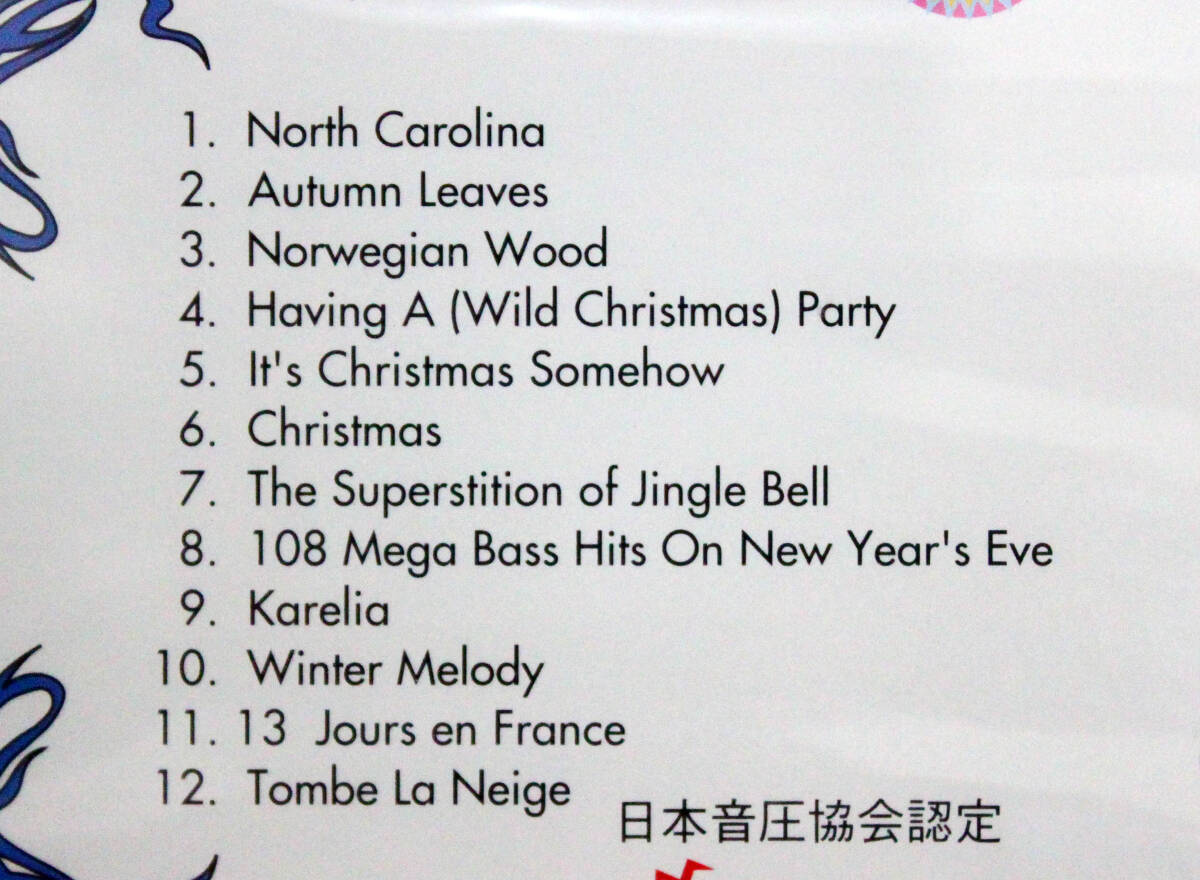 1. North Carolina
2. Autumn Leaves
3. Norwegian Wood
4. Having A (Wild Christmas) Party
5. It's Christmas Somehow
6. Christmas
7. The Superstition of Jingle Bell
8. 108 Mega Bass Hits On New Year's Eve
9. Karelia
10. Winter Melody
11. 13 Jours en France
12. Tombe La Neige
日本音圧協会認定